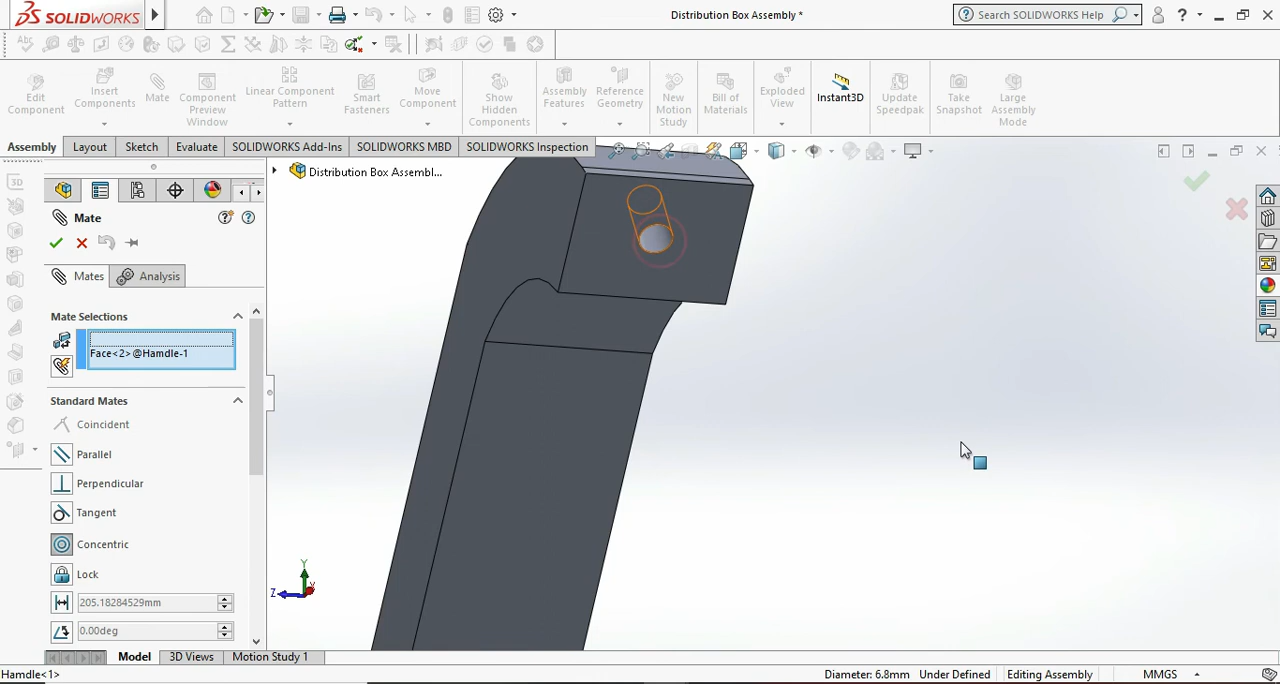 SOLIDWORKS
Distribution Box Assembly *
Search SOLIDWORKS Help
Edit Component
Insert Components
Mate
Component Preview Window
Linear Component Pattern
Smart Fasteners
Move Component
Show Hidden Components
Assembly Features
Reference Geometry
New Motion Study
Bill of Materials
Exploded View
Instant3D
Update Speedpak
Take Snapshot
Large Assembly Mode
Assembly Layout Sketch Evaluate SOLIDWORKS Add-Ins SOLIDWORKS MBD SOLIDWORKS Inspection
Distribution Box Assembl...
Mate
Mates Analysis
Mate Selections
Face<2>@Hamdle-1
Standard Mates
Coincident
Parallel
Perpendicular
Tangent
Concentric
Lock
205.18284529mm
0.00deg
Y
Z
Model 3D Views Motion Study 1
Hamdle<1> Diameter: 6.8mm Under Defined Editing Assembly MMGS